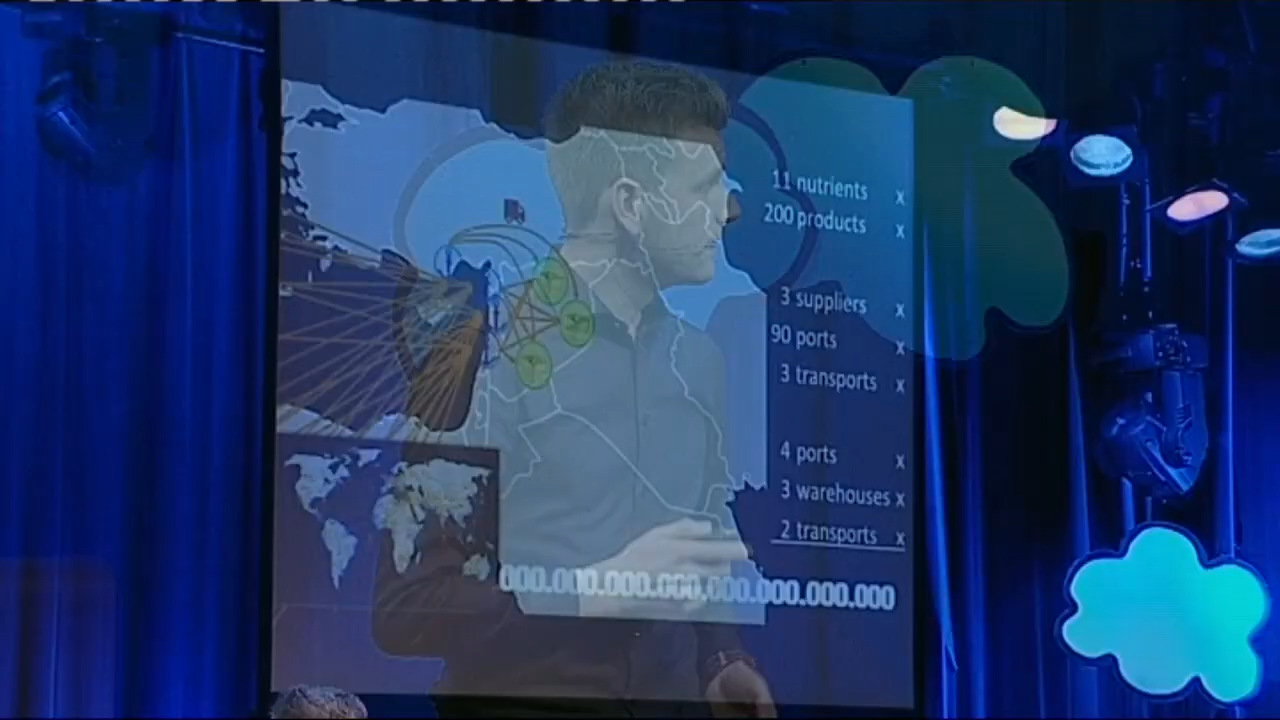 11 nutrients x
200 products x
3 suppliers x
90 ports x
3 transports x
4 ports x
3 warehouses x
2 transports x
000.000.000.000.000.000.000.000